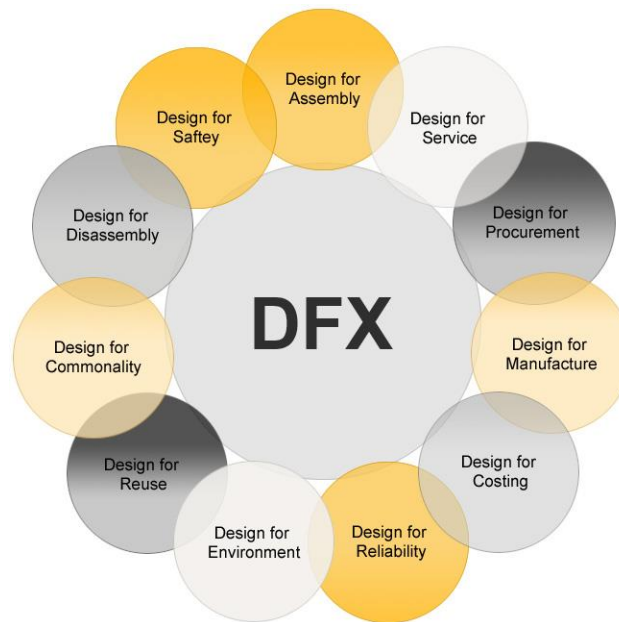 Design for
Assembly
Design for
Service
Design for
Procurement
Design for
Manufacture
Design for
Costing
Design for
Reliability
Design for
Environment
Design for
Reuse
Design for
Commonality
Design for
Disassembly
Design for
Saftey
DFX